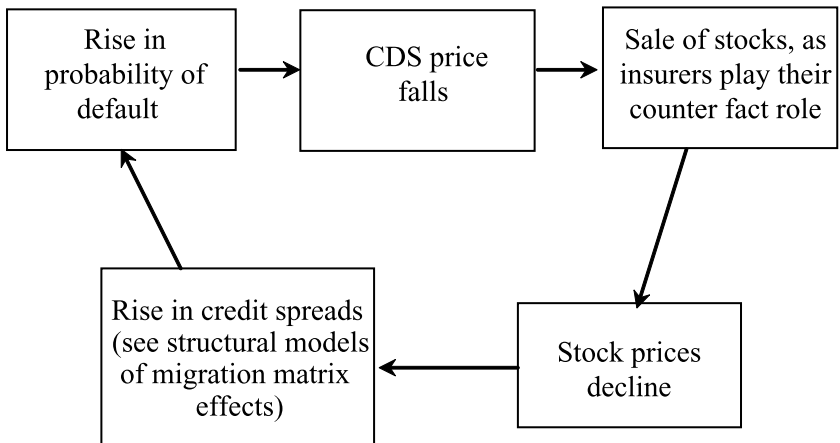 Rise in
probability of
default
CDS price
falls
Sale of stocks, as
insurers play their
counter fact role
Stock prices
decline
Rise in credit spreads
(see structural models
of migration matrix
effects)